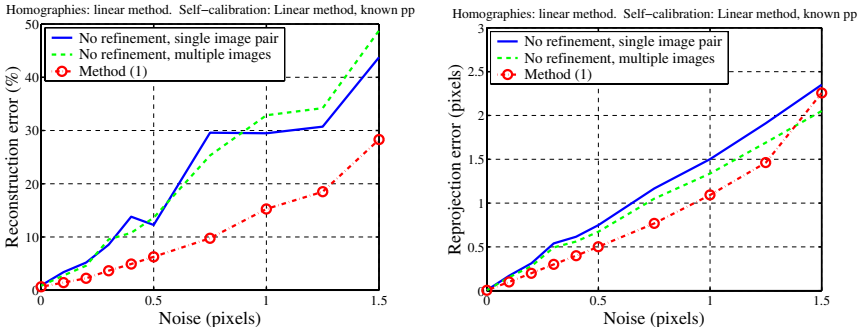 Homographies: linear method. Self−calibration: Linear method, known pp
50
40
30
20
10
0
0
0.5
1
1.5
Reconstruction error (%)
Noise (pixels)
No refinement, single image pair
No refinement, multiple images
Method (1)
Homographies: linear method. Self−calibration: Linear method, known pp
3
2.5
2
1.5
1
0.5
0
0
0.5
1
1.5
Reprojection error (pixels)
Noise (pixels)
No refinement, single image pair
No refinement, multiple images
Method (1)